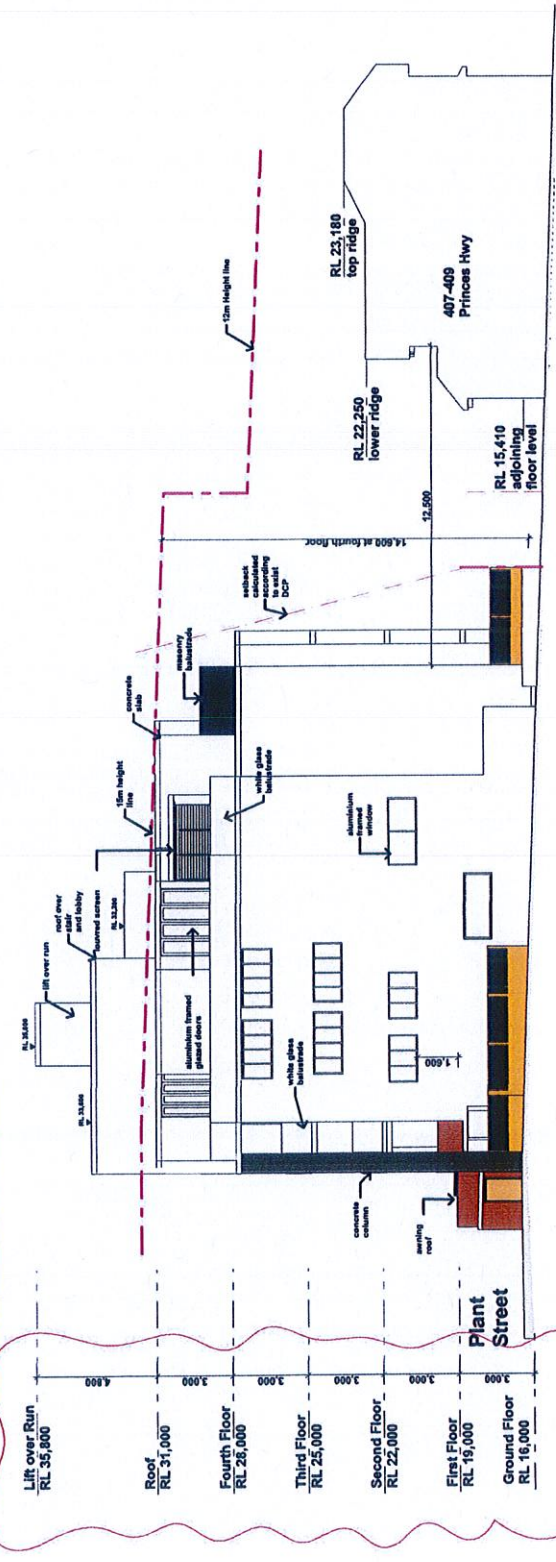 Lift over Run
RL 35,800
Roof
RL 31,000
Fourth Floor
RL 28,000
Third Floor
RL 25,000
Second Floor
RL 22,000
First Floor
RL 19,000
Ground Floor
RL 16,000
4,800
3,000
3,000
3,000
3,000
3,000
Plant
Street
lift over run
roof over
stair
and lobby
louvred screen
15m height
line
concrete
slab
masonry
balustrade
setback
calculated
according
to exist
DCP
12m Height line
aluminium framed
glazed doors
white glass
balustrade
white glass
balustrade
aluminium
framed
window
concrete
column
awning
roof
1,600
14,600 at fourth floor
12,500
RL 22,250
lower ridge
RL 23,180
top ridge
RL 15,410
adjoining
floor level
407-409
Princes Hwy